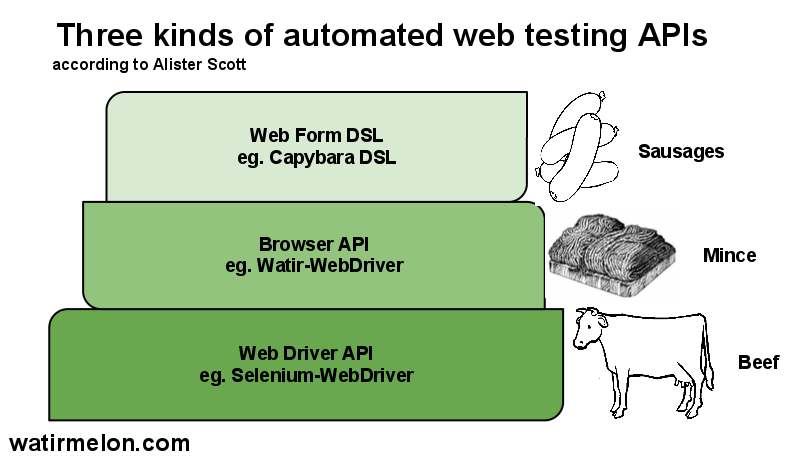 Three kinds of automated web testing APIs
according to Alister Scott
Web Form DSL
eg. Capybara DSL
Sausages
Browser API
eg. Watir-WebDriver
Mince
Web Driver API
eg. Selenium-WebDriver
Beef
watirmelon.com